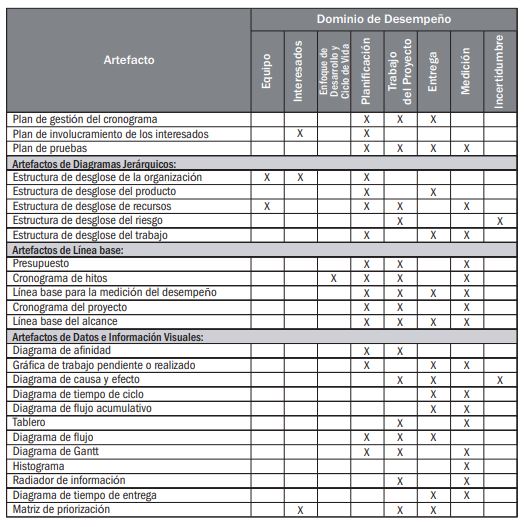 Artefacto
Dominio de Desempeño
Equipo
Interesados
Enfoque de
Desarrollo y
Ciclo de Vida
Planificación
Trabajo
del Proyecto
Entrega
Medición
Incertidumbre
Plan de gestión del cronograma X X X
Plan de involucramiento de los interesados X X
Plan de pruebas X X X X
Artefactos de Diagramas Jerárquicos:
Estructura de desglose de la organización X X X
Estructura de desglose del producto X X
Estructura de desglose de recursos X X X X
Estructura de desglose del riesgo X X
Estructura de desglose del trabajo X X X
Artefactos de Línea base:
Presupuesto X X X
Cronograma de hitos X X X X
Línea base para la medición del desempeño X X X X
Cronograma del proyecto X X X
Línea base del alcance X X X X
Artefactos de Datos e Información Visuales:
Diagrama de afinidad X X
Gráfica de trabajo pendiente o realizado X X X
Diagrama de causa y efecto X X X
Diagrama de tiempo de ciclo X X
Diagrama de flujo acumulativo X X
Tablero X X
Diagrama de flujo X X X
Diagrama de Gantt X X X
Histograma X
Radiador de información X X
Diagrama de tiempo de entrega X X
Matriz de priorización X X X